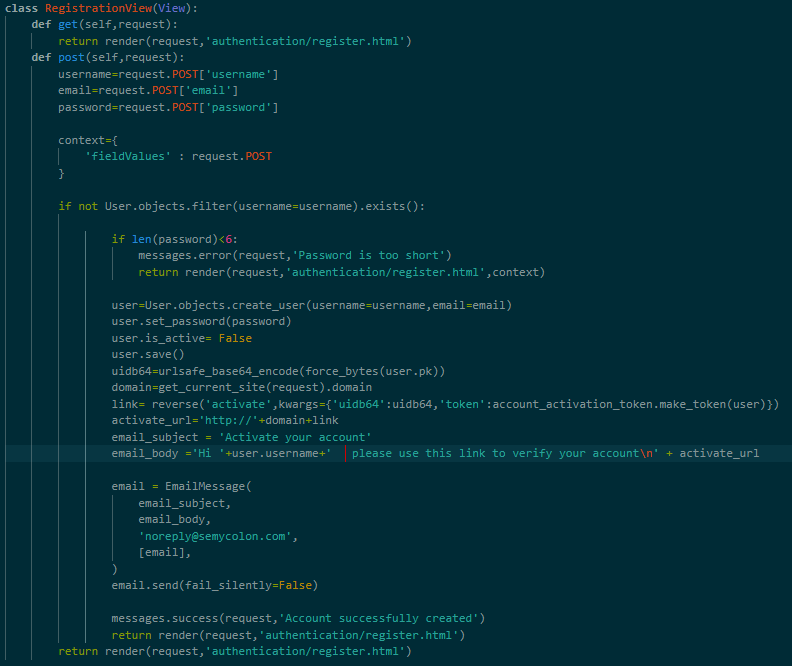 class RegistrationView(View):
    def get(self,request):
        return render(request,'authentication/register.html')
    def post(self,request):
        username=request.POST['username']
        email=request.POST['email']
        password=request.POST['password']

        context={
            'fieldValues' : request.POST
        }

        if not User.objects.filter(username=username).exists():

                if len(password)<6:
                    messages.error(request,'Password is too short')
                    return render(request,'authentication/register.html',context)

                user=User.objects.create_user(username=username,email=email)
                user.set_password(password)
                user.is_active= False
                user.save()
                uidb64=urlsafe_base64_encode(force_bytes(user.pk))
                domain=get_current_site(request).domain
                link= reverse('activate',kwargs={'uidb64':uidb64,'token':account_activation_token.make_token(user)})
                activate_url='http://'+domain+link
                email_subject = 'Activate your account'
                email_body ='Hi '+user.username+'   please use this link to verify your account\n' + activate_url

                email = EmailMessage(
                    email_subject,
                    email_body,
                    'noreply@semycolon.com',
                    [email],
                )
                email.send(fail_silently=False)

                messages.success(request,'Account successfully created')
                return render(request,'authentication/register.html')
        return render(request,'authentication/register.html')